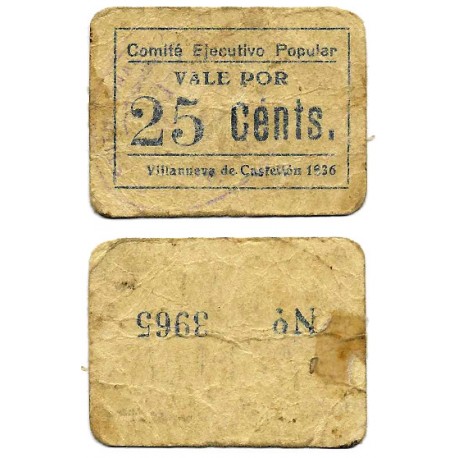 Comité Ejecutivo Popular
VALE POR
25 Cénts.
Villanueva de Castellón 1936
Nº 3965